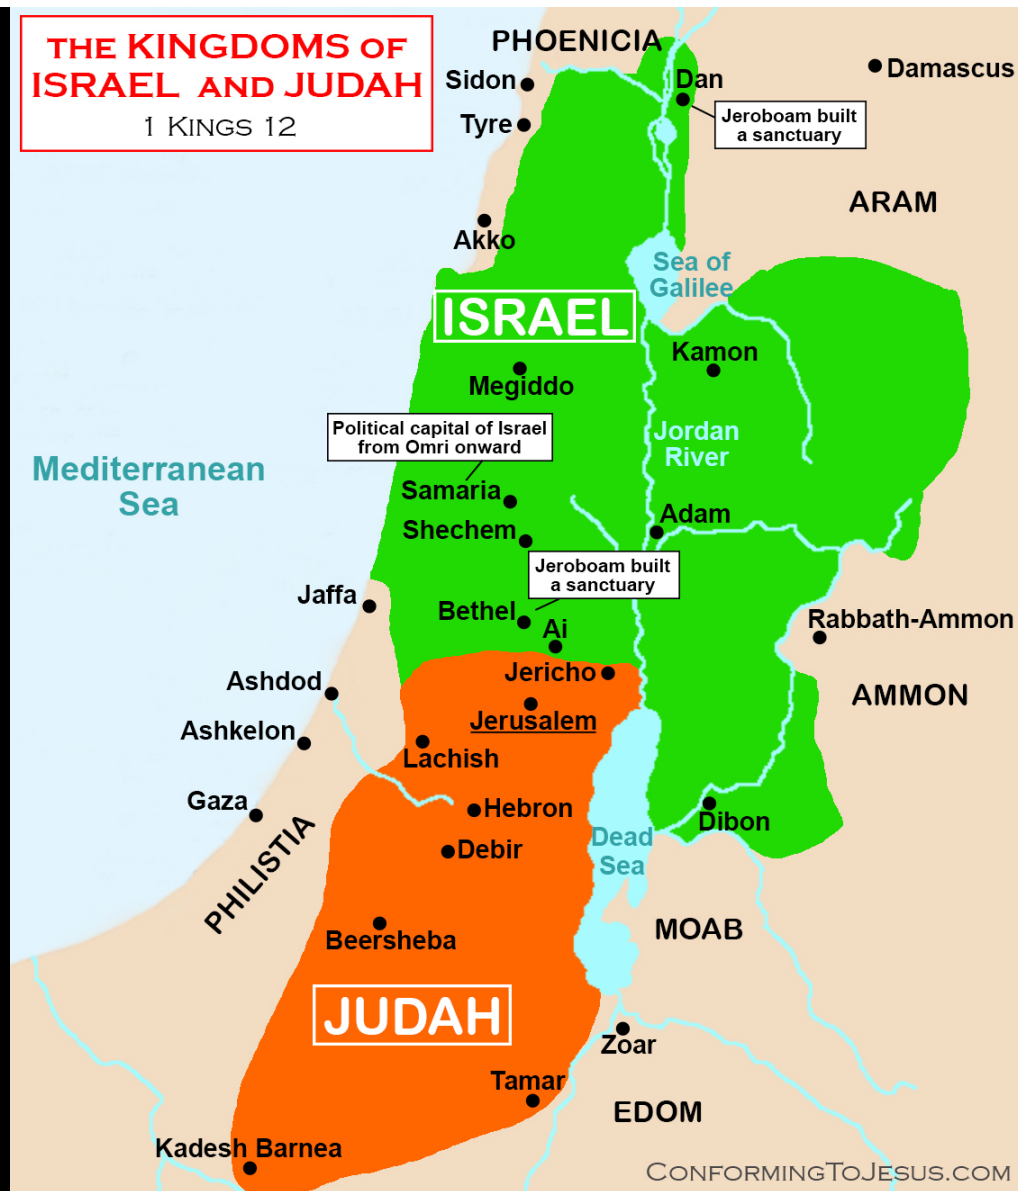 THE KINGDOMS OF
ISRAEL AND JUDAH
1 KINGS 12
PHOENICIA
Sidon
Dan
Damascus
Tyre
Jeroboam built
a sanctuary
ARAM
Akko
Sea of
Galilee
ISRAEL
Kamon
Megiddo
Political capital of Israel
from Omri onward
Jordan
River
Mediterranean
Sea
Samaria
Adam
Shechem
Jeroboam built
a sanctuary
Jaffa
Bethel
Ai
Rabbath-Ammon
Jericho
Ashdod
AMMON
Jerusalem
Ashkelon
Lachish
Gaza
Hebron
Dibon
Dead
Sea
Debir
PHILISTIA
MOAB
Beersheba
JUDAH
Zoar
Tamar
EDOM
Kadesh Barnea
CONFORMINGTOJESUS.COM